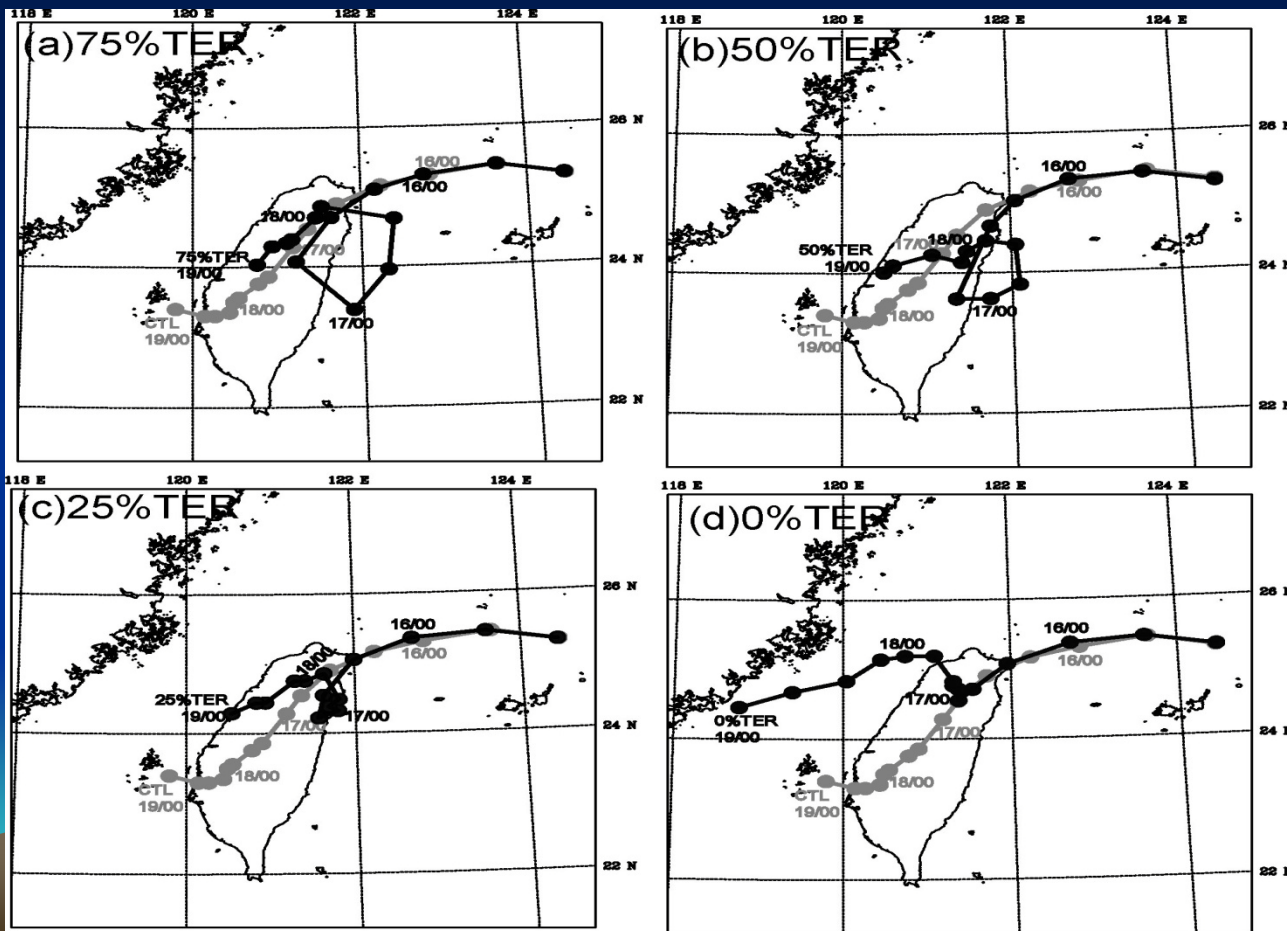 118 E 120 E 122 E 124 E
(a)75%TER
26 N
16/00
16/00
18/00
17/00
75%TER
19/00
24 N
17/00
18/00
CTL
19/00
22 N
118 E 120 E 122 E 124 E
(b)50%TER
26 N
16/00
16/00
17/00
18/00
50%TER
19/00
24 N
17/00
18/00
CTL
19/00
22 N
118 E 120 E 122 E 124 E
(c)25%TER
26 N
16/00
16/00
18/00
25%TER
19/00
17/00
17/00
24 N
18/00
CTL
19/00
22 N
118 E 120 E 122 E 124 E
(d)0%TER
26 N
16/00
16/00
18/00
17/00
0%TER
19/00
17/00
24 N
18/00
CTL
19/00
22 N